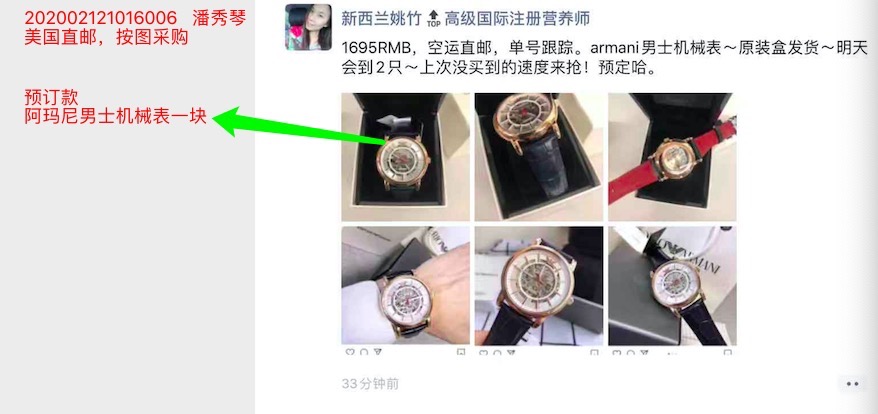 202002121016006 潘秀琴
美国直邮，按图采购
预订款
阿玛尼男士机械表一块
新西兰姚竹 TOP 高级国际注册营养师
1695RMB，空运直邮，单号跟踪。armani男士机械表～原装盒发货～明天
会到2只～上次没买到的速度来抢！预定哈。
33分钟前